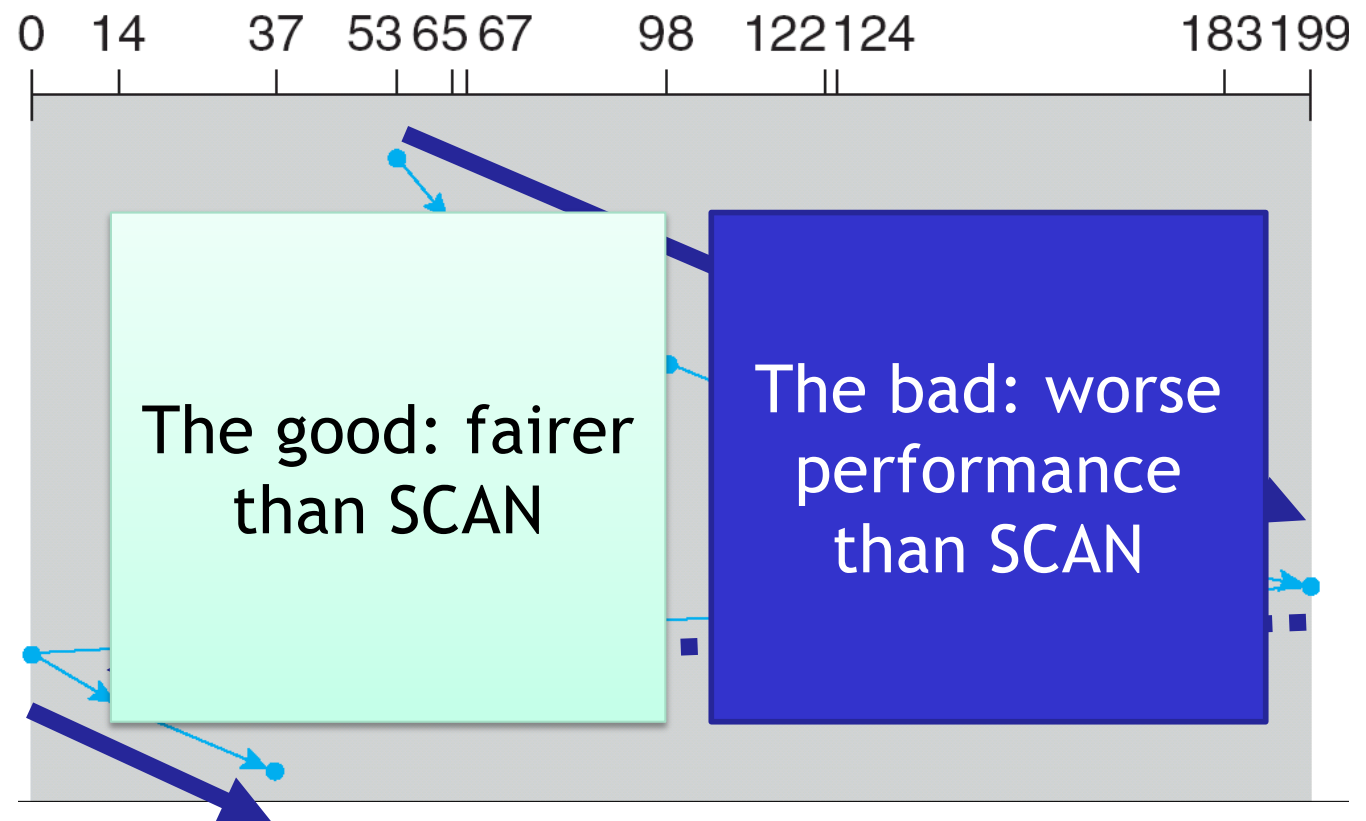 0 14 37 53 65 67 98 122 124 183 199
The good: fairer
than SCAN
The bad: worse
performance
than SCAN